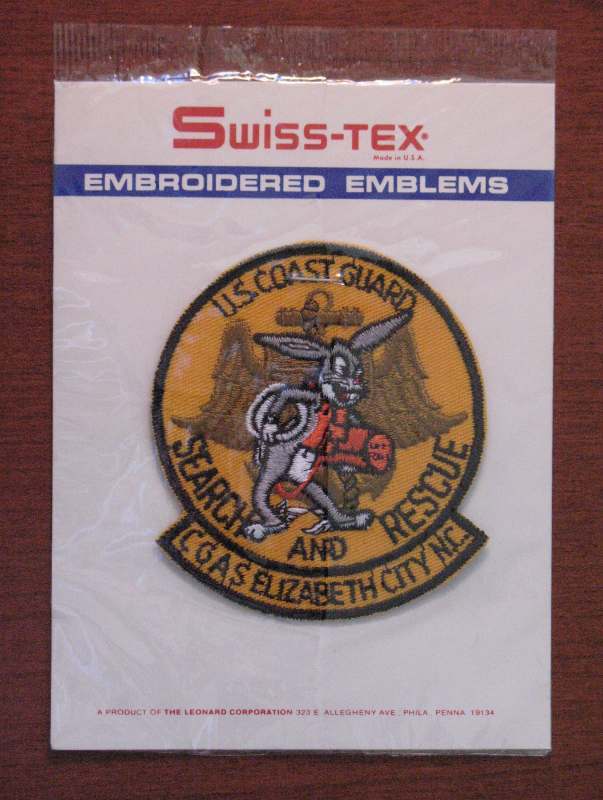 Swiss-Tex®
Made in U.S.A.
EMBROIDERED EMBLEMS
U.S. COAST GUARD
SEARCH AND RESCUE
C.G.A.S. ELIZABETH CITY N.C.
A PRODUCT OF THE LEONARD CORPORATION 323 E. ALLEGHENY AVE., PHILA., PENNA 19134